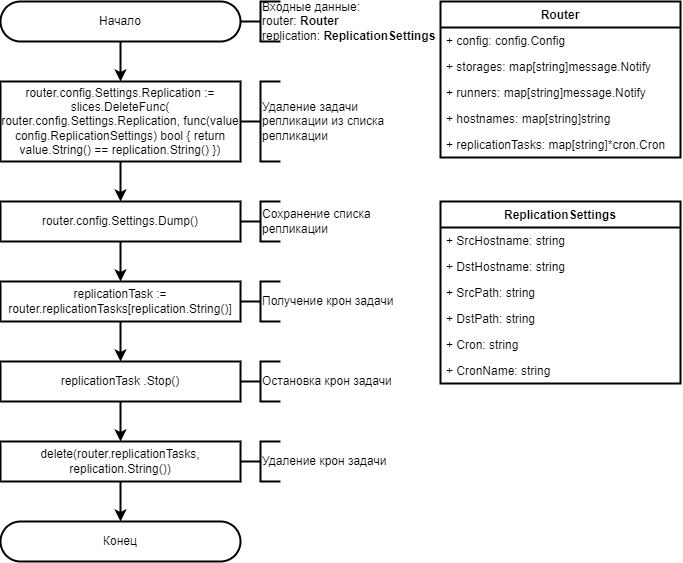 Начало
Входные данные:
router: Router
replication: ReplicationSettings
router.config.Settings.Replication :=
slices.DeleteFunc(
router.config.Settings.Replication, func(value
config.ReplicationSettings) bool { return
value.String() == replication.String() })
Удаление задачи
репликации из списка
репликации
router.config.Settings.Dump()
Сохранение списка
репликации
replicationTask :=
router.replicationTasks[replication.String()]
Получение крон задачи
replicationTask .Stop()
Остановка крон задачи
delete(router.replicationTasks,
replication.String())
Удаление крон задачи
Конец
Router
+ config: config.Config
+ storages: map[string]message.Notify
+ runners: map[string]message.Notify
+ hostnames: map[string]string
+ replicationTasks: map[string]*cron.Cron
ReplicationSettings
+ SrcHostname: string
+ DstHostname: string
+ SrcPath: string
+ DstPath: string
+ Cron: string
+ CronName: string